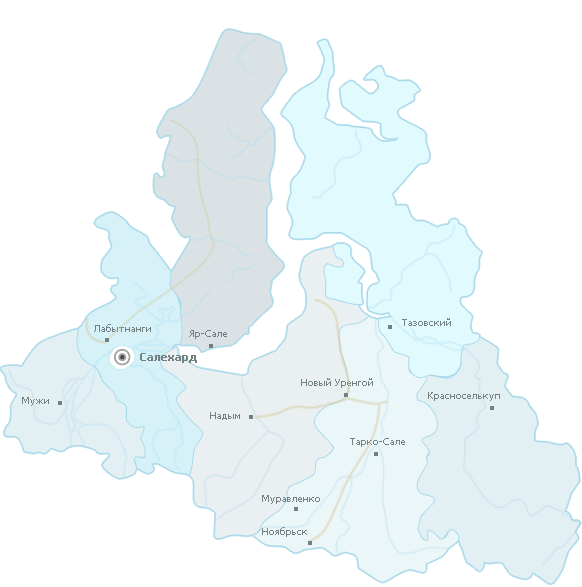 Тазовский
Лабытнанги
Яр-Сале
Салехард
Новый Уренгой
Мужи
Красноселькуп
Надым
Тарко-Сале
Муравленко
Ноябрьск